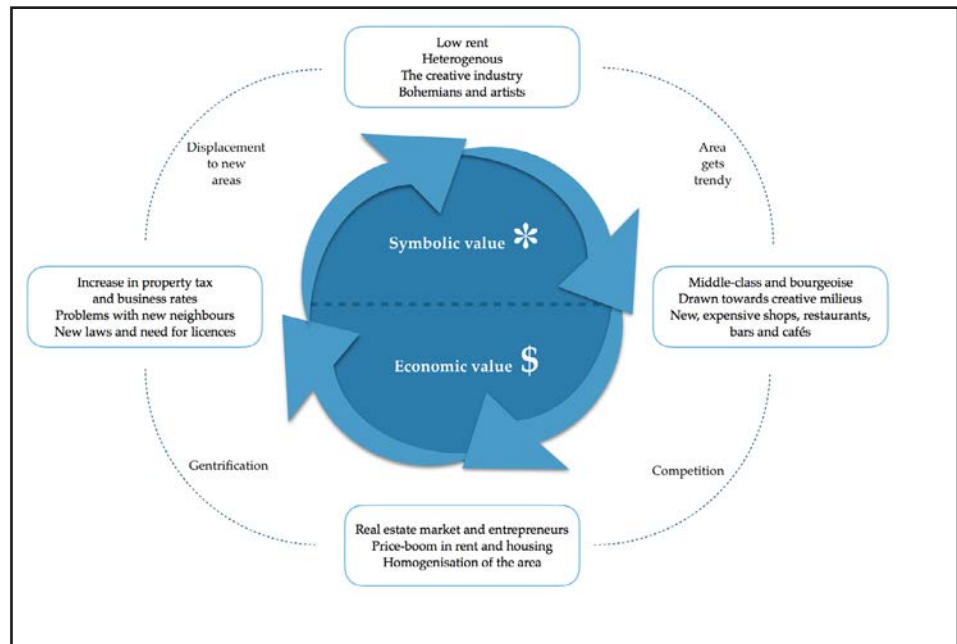 Low rent
Heterogenous
The creative industry
Bohemians and artists
Displacement
to new
areas
Area
gets
trendy
Symbolic value *
Increase in property tax
and business rates
Problems with new neighbours
New laws and need for licences
Middle-class and bourgeoise
Drawn towards creative milieus
New, expensive shops, restaurants,
bars and cafés
Economic value $
Gentrification
Competition
Real estate market and entrepreneurs
Price-boom in rent and housing
Homogenisation of the area